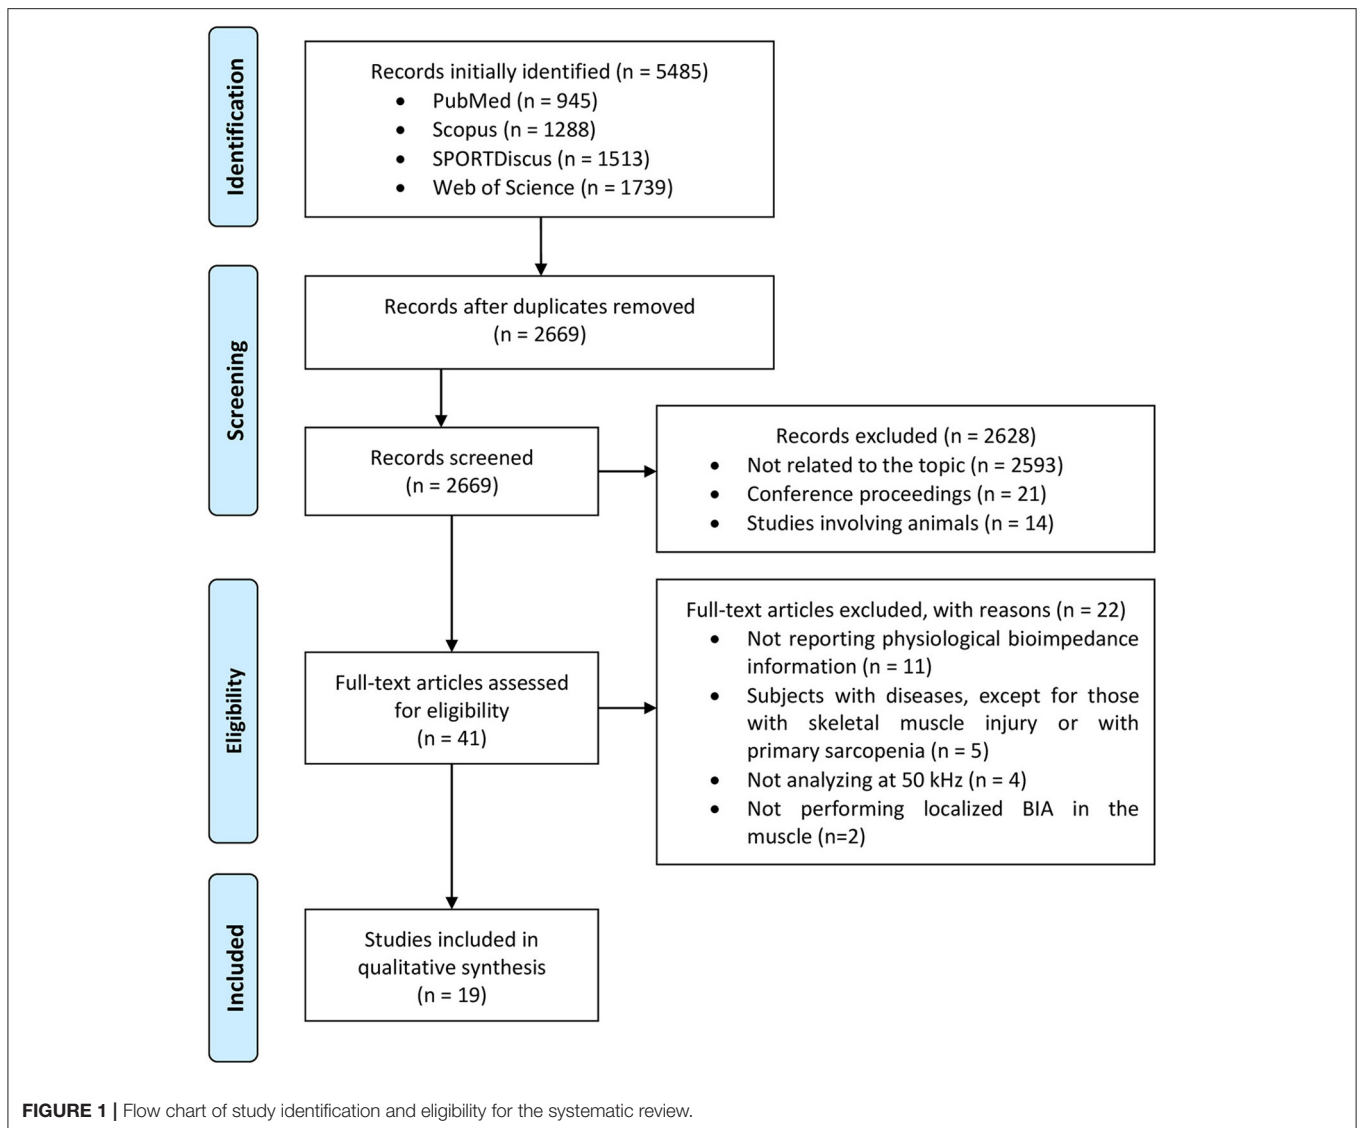 Identification
Records initially identified (n = 5485)
• PubMed (n = 945)
• Scopus (n = 1288)
• SPORTDiscus (n = 1513)
• Web of Science (n = 1739)
Screening
Records after duplicates removed
(n = 2669)
Records screened
(n = 2669)
Records excluded (n = 2628)
• Not related to the topic (n = 2593)
• Conference proceedings (n = 21)
• Studies involving animals (n = 14)
Eligibility
Full-text articles assessed
for eligibility
(n = 41)
Full-text articles excluded, with reasons (n = 22)
• Not reporting physiological bioimpedance
information (n = 11)
• Subjects with diseases, except for those
with skeletal muscle injury or with
primary sarcopenia (n = 5)
• Not analyzing at 50 kHz (n = 4)
• Not performing localized BIA in the
muscle (n=2)
Included
Studies included in
qualitative synthesis
(n = 19)
FIGURE 1 | Flow chart of study identification and eligibility for the systematic review.